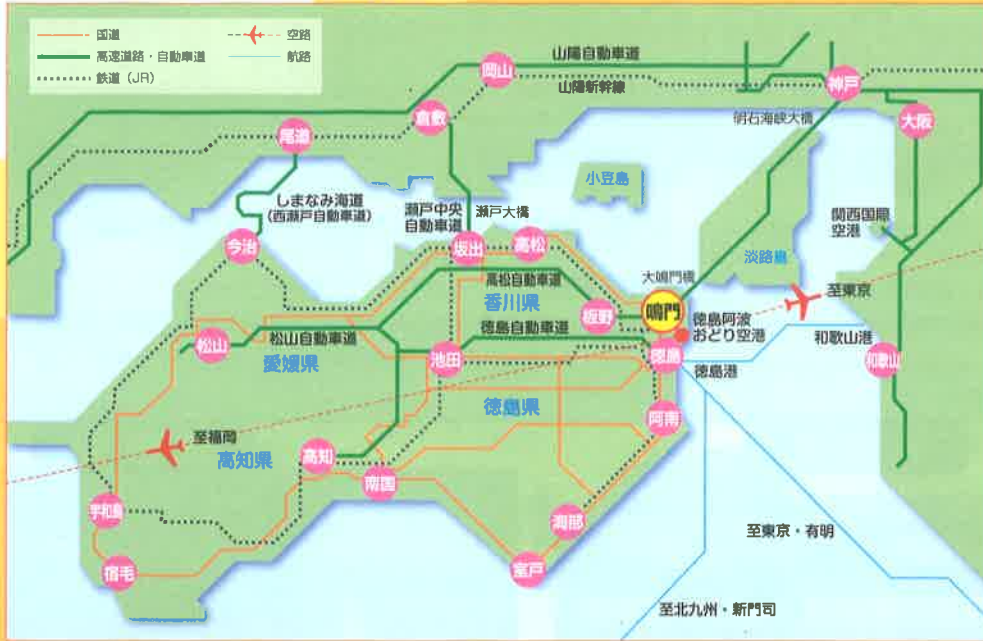 国道
空路
高速道路・自動車道
航路
鉄道（JR）
岡山
山陽自動車道
山陽新幹線
神戸
倉敷
尾道
明石海峡大橋
大阪
小豆島
しまなみ海道
（西瀬戸自動車道）
瀬戸中央
自動車道
瀬戸大橋
関西国際
空港
今治
坂出
高松
淡路島
高松自動車道
大鳴門橋
香川県
鳴門
至東京
板野
徳島阿波
おどり空港
松山
松山自動車道
徳島自動車道
愛媛県
池田
徳島
和歌山港
和歌山
徳島港
徳島県
阿南
至福岡
高知県
高知
南国
宇和島
海部
至東京・有明
宿毛
室戸
至北九州・新門司